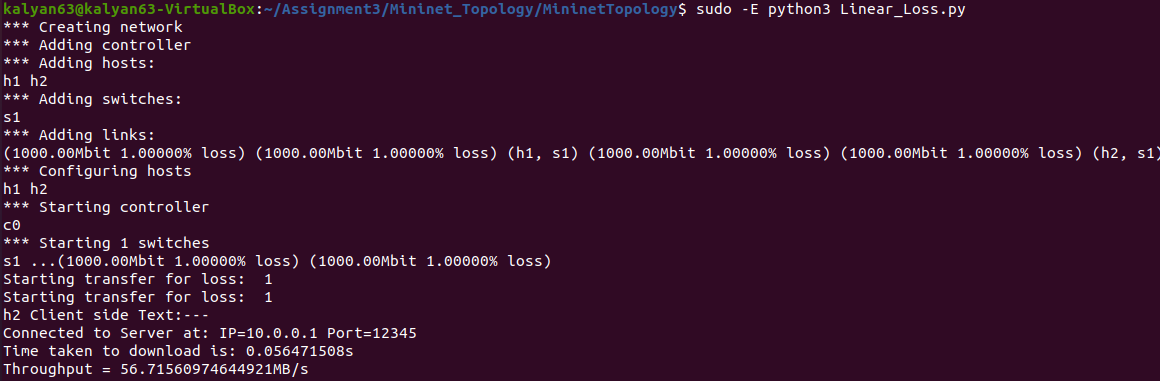 kalyan63@kalyan63-VirtualBox:~/Assignment3/Mininet_Topology/MininetTopology$ sudo -E python3 Linear_Loss.py
*** Creating network
*** Adding controller
*** Adding hosts:
h1 h2
*** Adding switches:
s1
*** Adding links:
(1000.00Mbit 1.00000% loss) (1000.00Mbit 1.00000% loss) (h1, s1) (1000.00Mbit 1.00000% loss) (1000.00Mbit 1.00000% loss) (h2, s1)
*** Configuring hosts
h1 h2
*** Starting controller
c0
*** Starting 1 switches
s1 ...(1000.00Mbit 1.00000% loss) (1000.00Mbit 1.00000% loss)
Starting transfer for loss:  1
Starting transfer for loss:  1
h2 Client side Text:---
Connected to Server at: IP=10.0.0.1 Port=12345
Time taken to download is: 0.056471508s
Throughput = 56.71560974644921MB/s